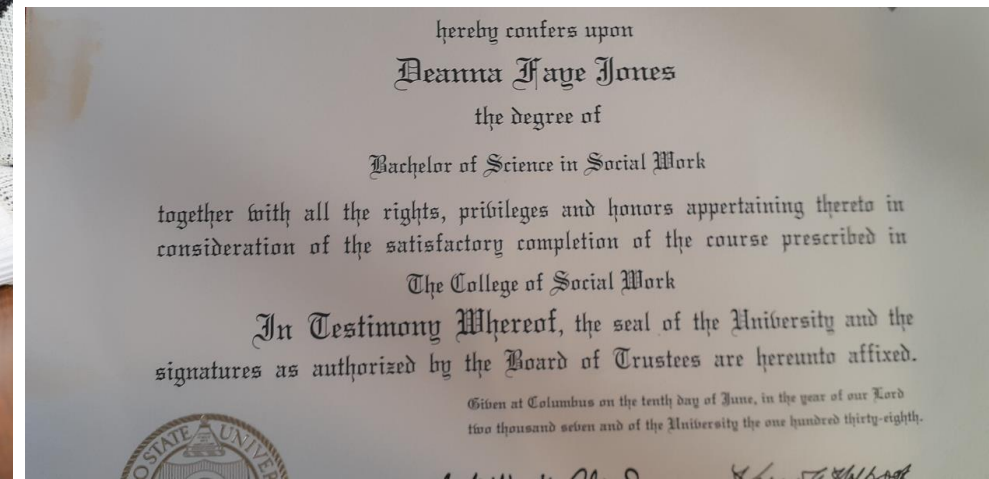 hereby confers upon
Deanna Faye Jones
the degree of
Bachelor of Science in Social Work
together with all the rights, privileges and honors appertaining thereto in
consideration of the satisfactory completion of the course prescribed in
The College of Social Work
In Testimony Whereof, the seal of the University and the
signatures as authorized by the Board of Trustees are hereunto affixed.
Given at Columbus on the tenth day of June, in the year of our Lord
two thousand seven and of the University the one hundred thirty-eighth.
STATE UNIVER